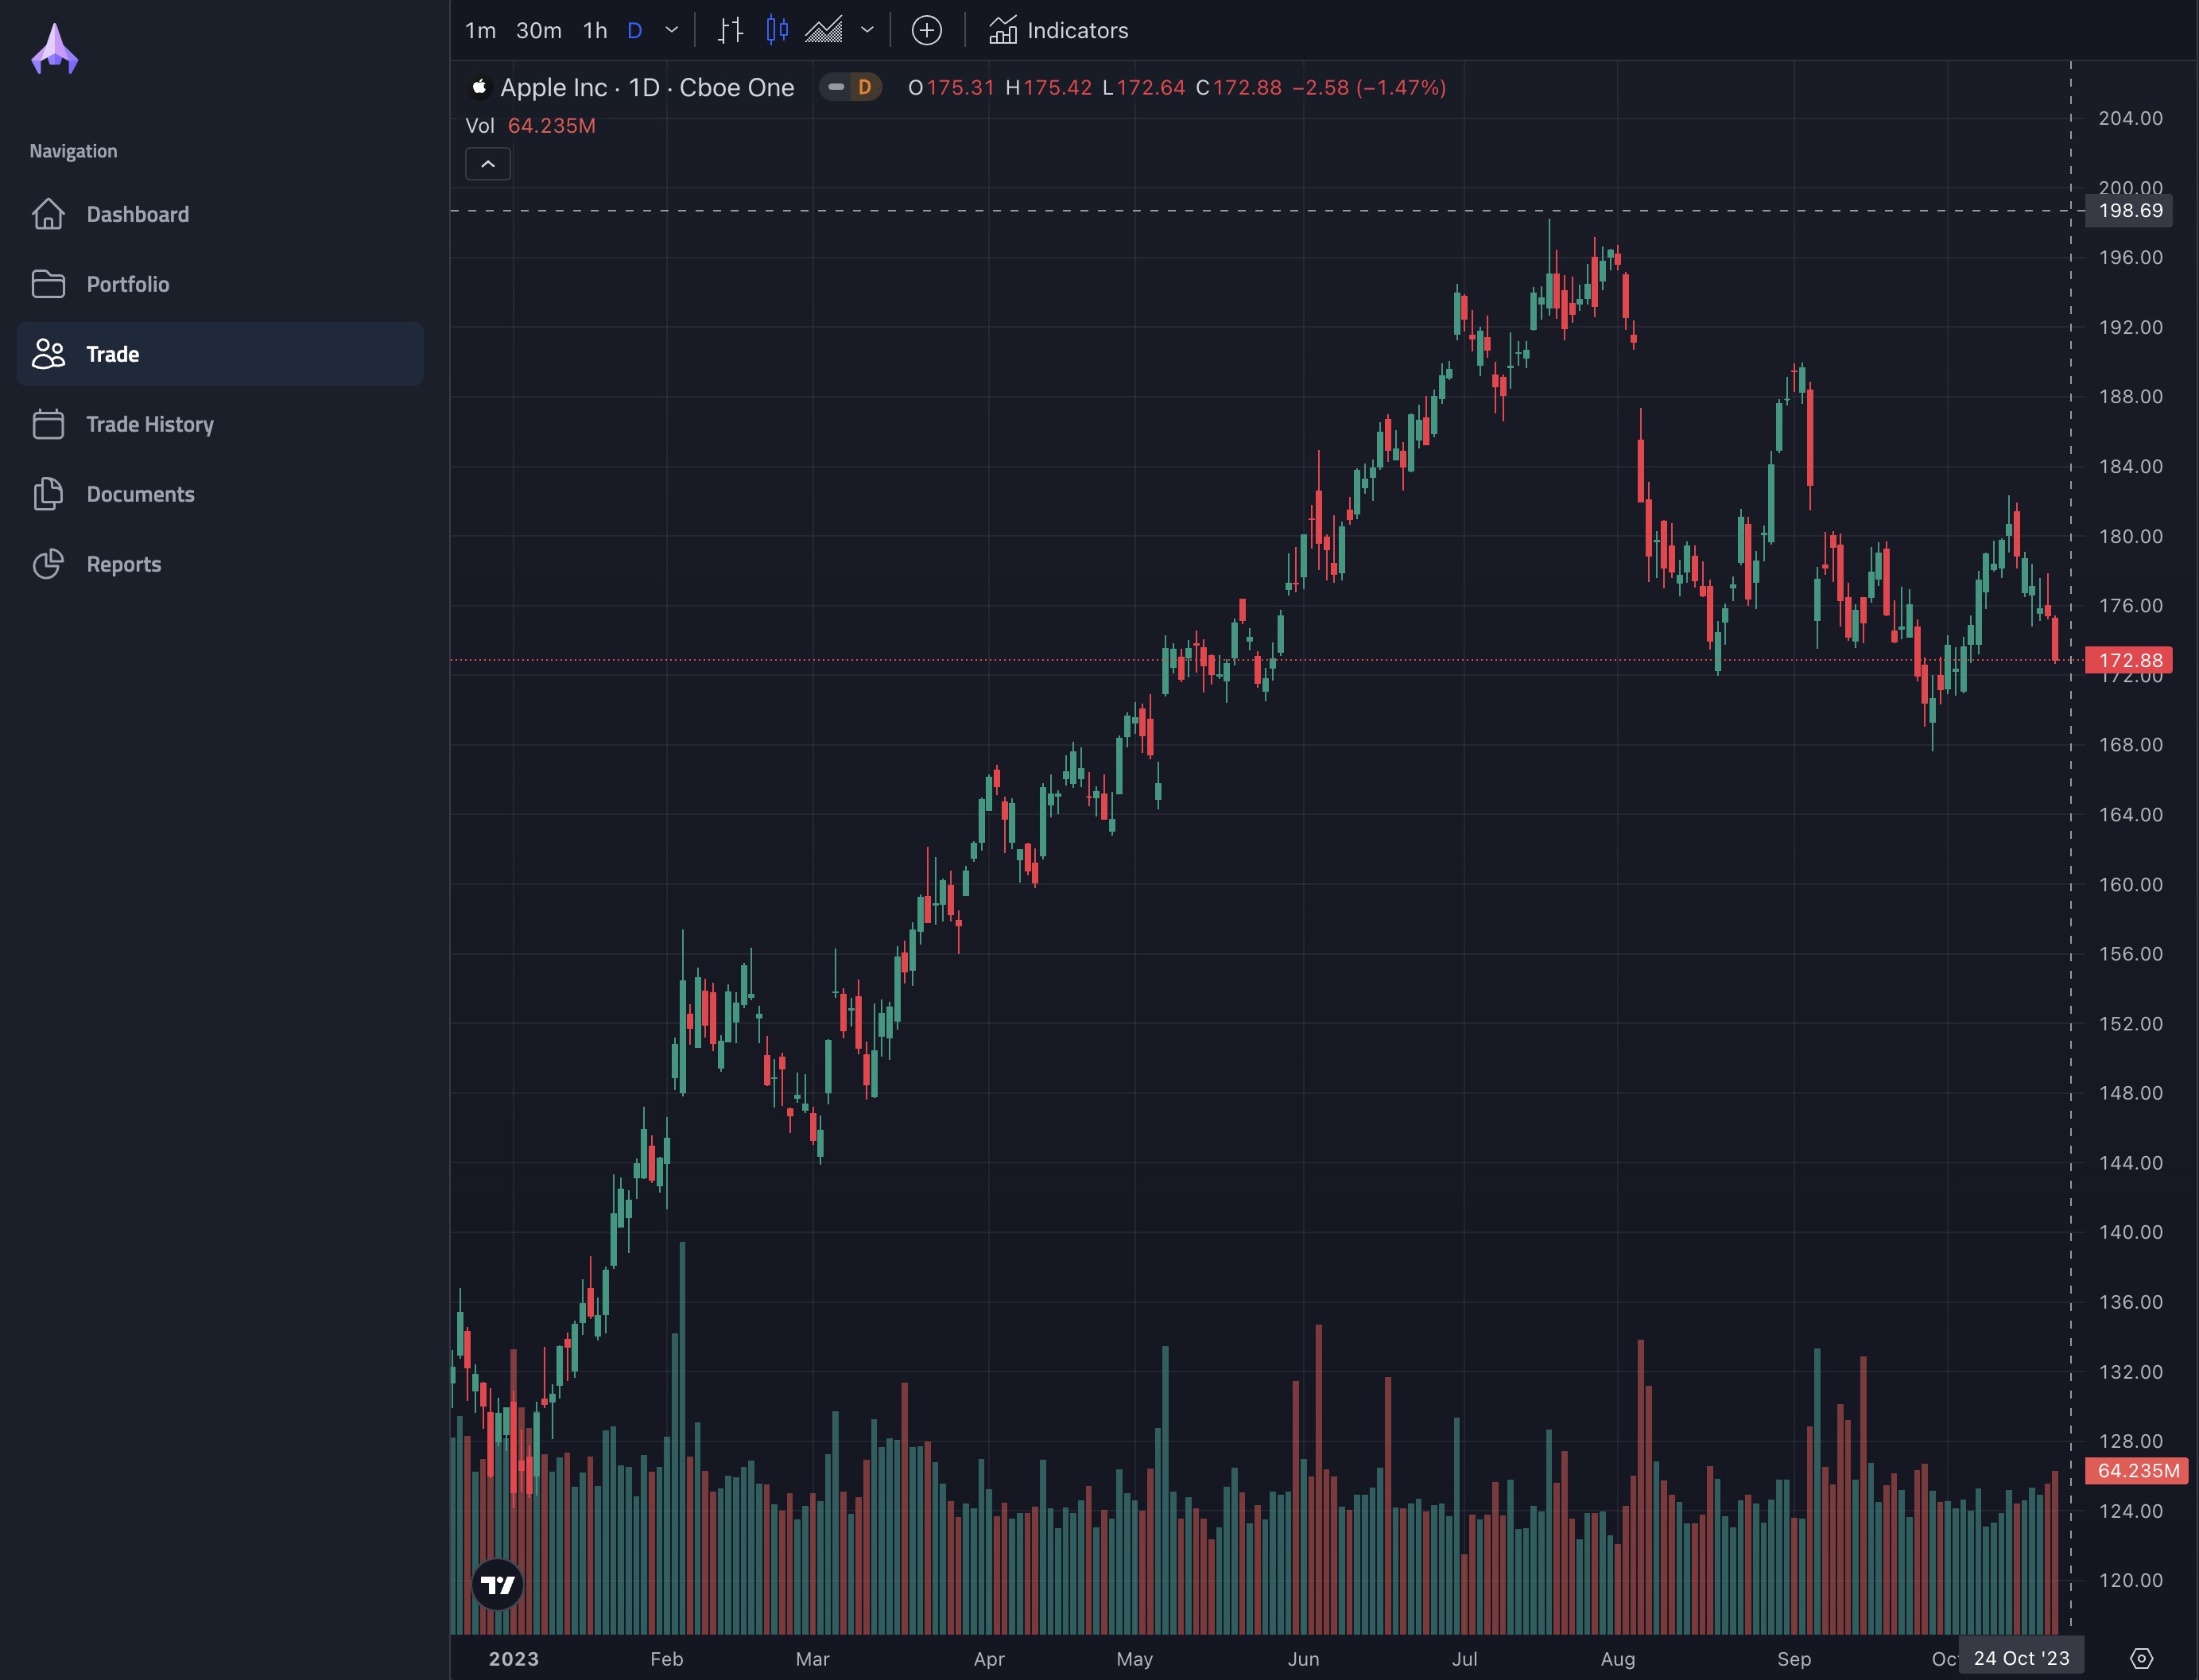 Navigation
Dashboard
Portfolio
Trade
Trade History
Documents
Reports
1m 30m 1h D Indicators
Apple Inc · 1D · Cboe One D O175.31 H175.42 L172.64 C172.88 −2.58 (−1.47%)
Vol 64.235M
204.00
200.00
198.69
196.00
192.00
188.00
184.00
180.00
176.00
172.88
172.00
168.00
164.00
160.00
156.00
152.00
148.00
144.00
140.00
136.00
132.00
128.00
64.235M
124.00
120.00
2023 Feb Mar Apr May Jun Jul Aug Sep Oc 24 Oct '23